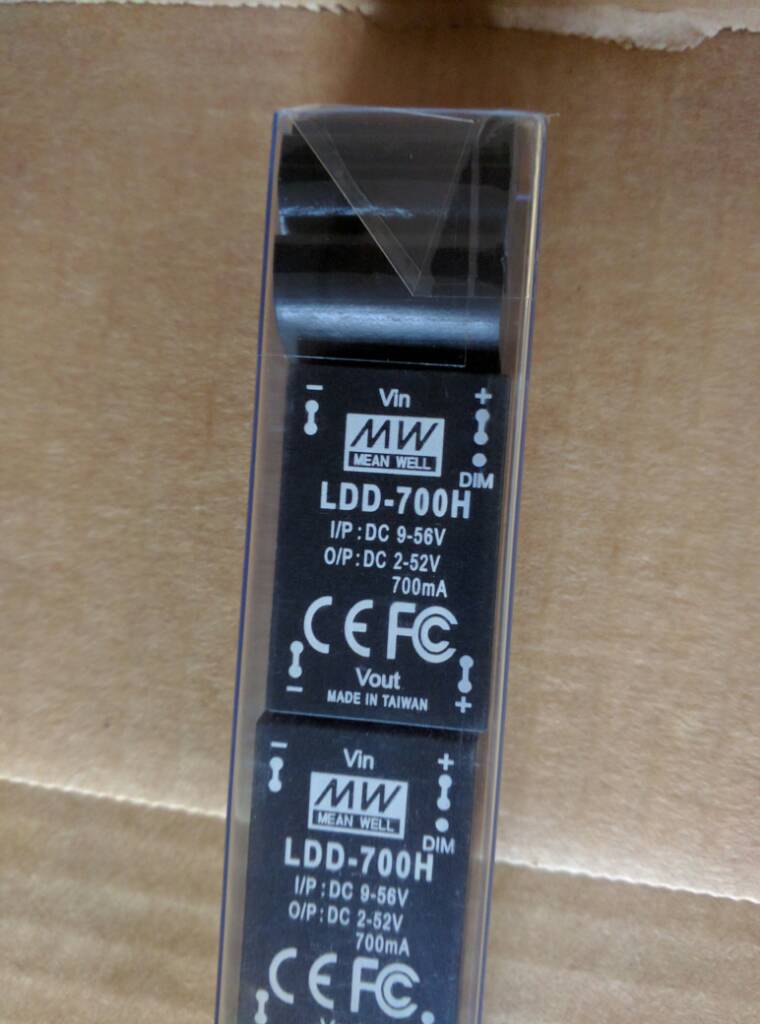 - Vin +
MW
MEAN WELL
DIM
LDD-700H
I/P : DC 9-56V
O/P : DC 2-52V
700mA
CE FC
Vout
- MADE IN TAIWAN +
- Vin +
MW
MEAN WELL
DIM
LDD-700H
I/P : DC 9-56V
O/P : DC 2-52V
700mA
CE FC